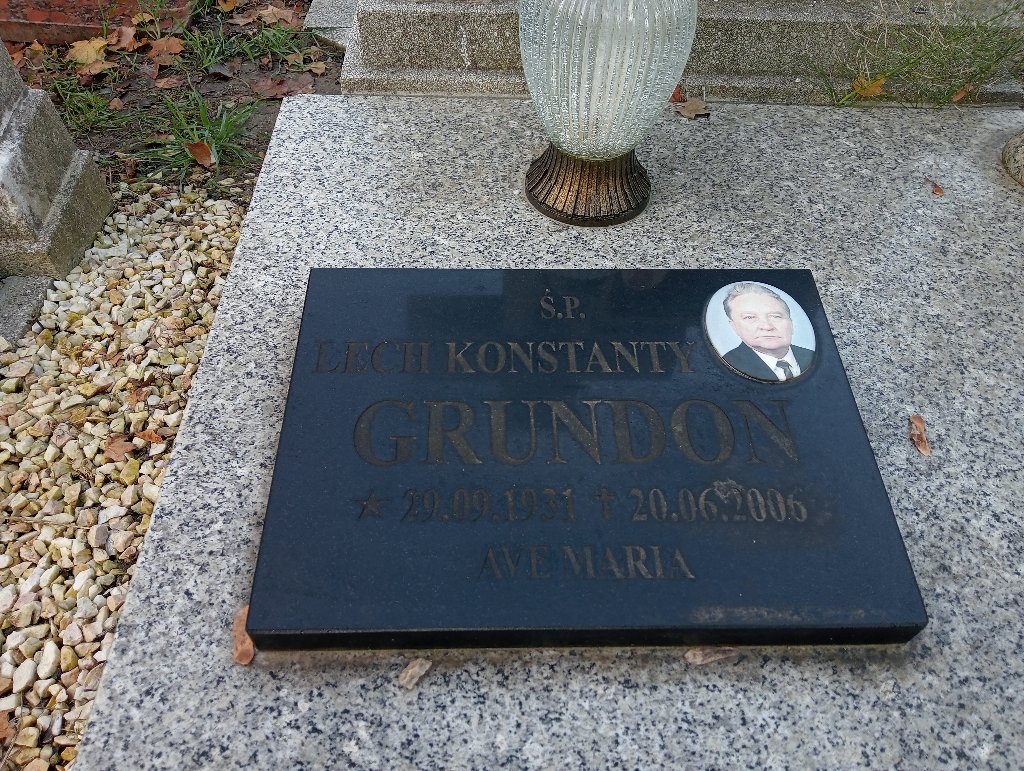 Ś.P.
LECH KONSTANTY
GRUNDON
★ 29.09.1931 ✝ 20.06.2006
AVE MARIA